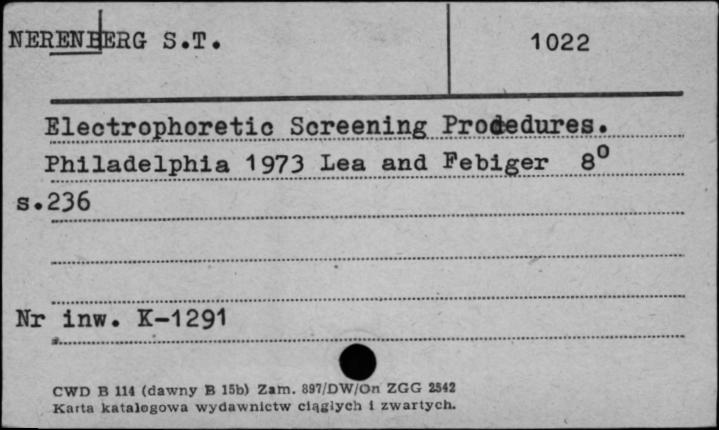 NERENBERG S.T.
1022
Electrophoretic Screening Procedures.
Philadelphia 1973 Lea and Febiger 8°
s.236
Nr inw. K-1291
CWD B 114 (dawny B 15b) Zam. 897/DW/On ZGG 2542
Karta katalogowa wydawnictw ciągłych i zwartych.